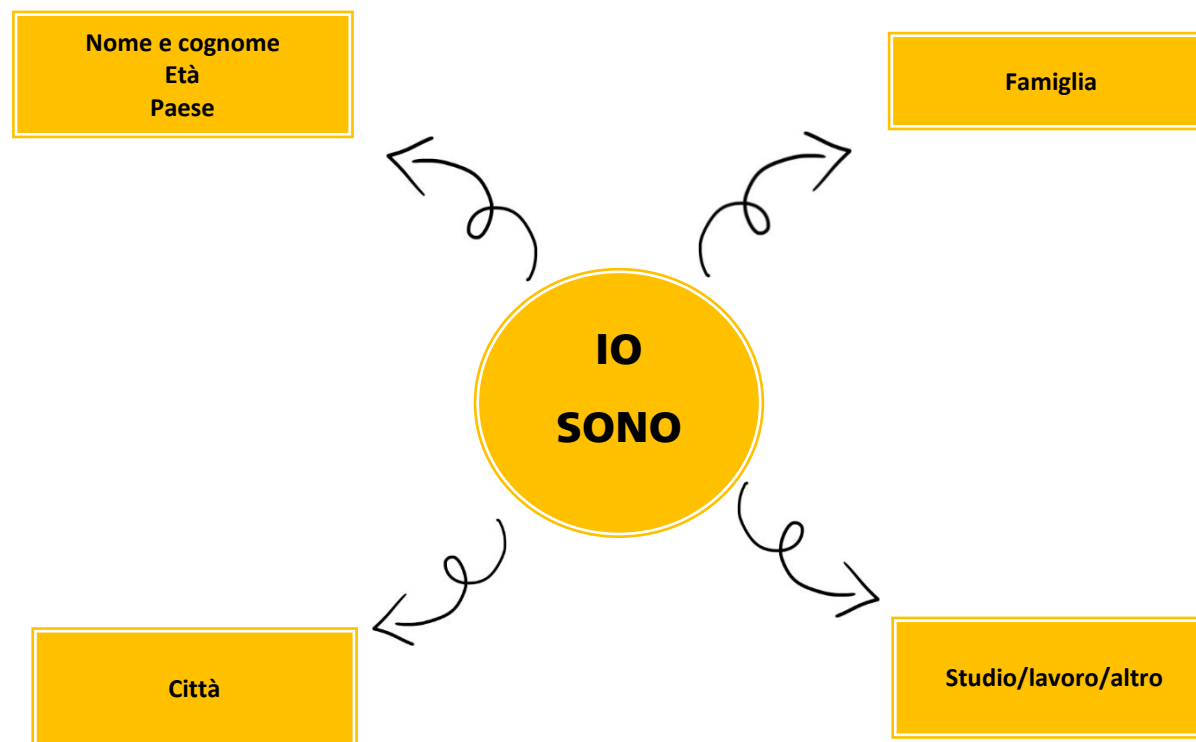 Nome e cognome
Età
Paese
Famiglia
IO
SONO
Città
Studio/lavoro/altro